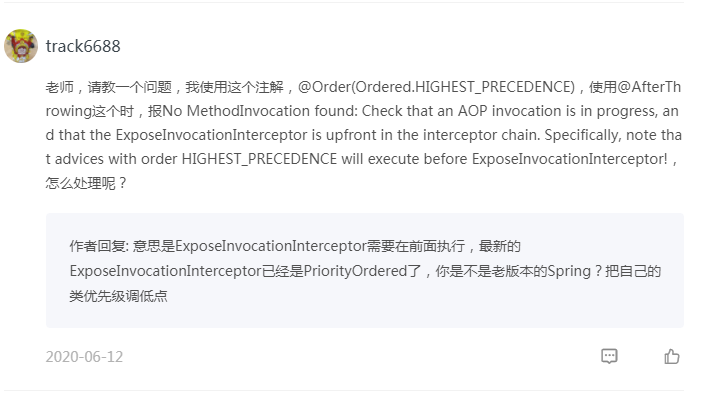 track6688
老师，请教一个问题，我使用这个注解，@Order(Ordered.HIGHEST_PRECEDENCE)，使用@AfterTh
rowing这个时，报No MethodInvocation found: Check that an AOP invocation is in progress, an
d that the ExposeInvocationInterceptor is upfront in the interceptor chain. Specifically, note tha
t advices with order HIGHEST_PRECEDENCE will execute before ExposeInvocationInterceptor!，
怎么处理呢？
作者回复: 意思是ExposeInvocationInterceptor需要在前面执行，最新的
ExposeInvocationInterceptor已经是PriorityOrdered了，你是不是老版本的Spring？把自己的
类优先级调低点
2020-06-12